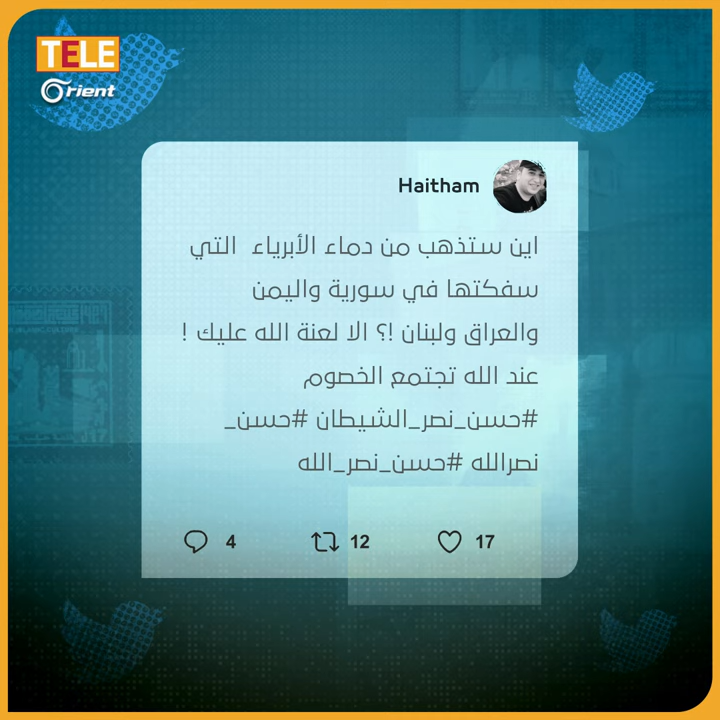 TELE
Orient
Haitham
اين ستذهب من دماء الأبرياء التي
سفكتها في سورية واليمن
والعراق ولبنان !؟ الا لعنة الله عليك !
عند الله تجتمع الخصوم
#حسن_نصر_الشيطان #حسن_
نصرالله #حسن_نصر_الله
4 12 17